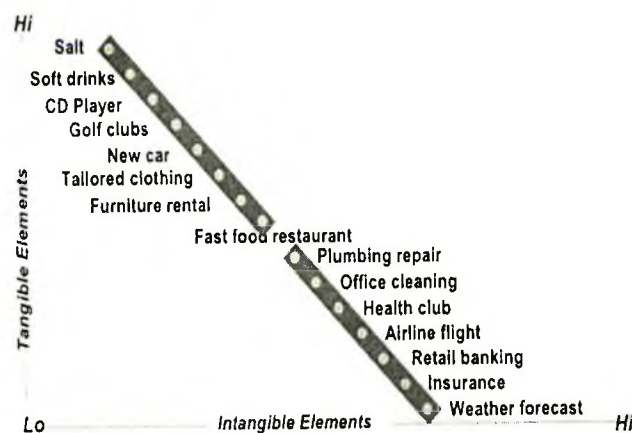 Hi
Salt
Soft drinks
CD Player
Golf clubs
New car
Tailored clothing
Furniture rental
Fast food restaurant
Plumbing repair
Office cleaning
Health club
Airline flight
Retail banking
Insurance
Weather forecast
Tangible Elements
Lo
Intangible Elements
Hi